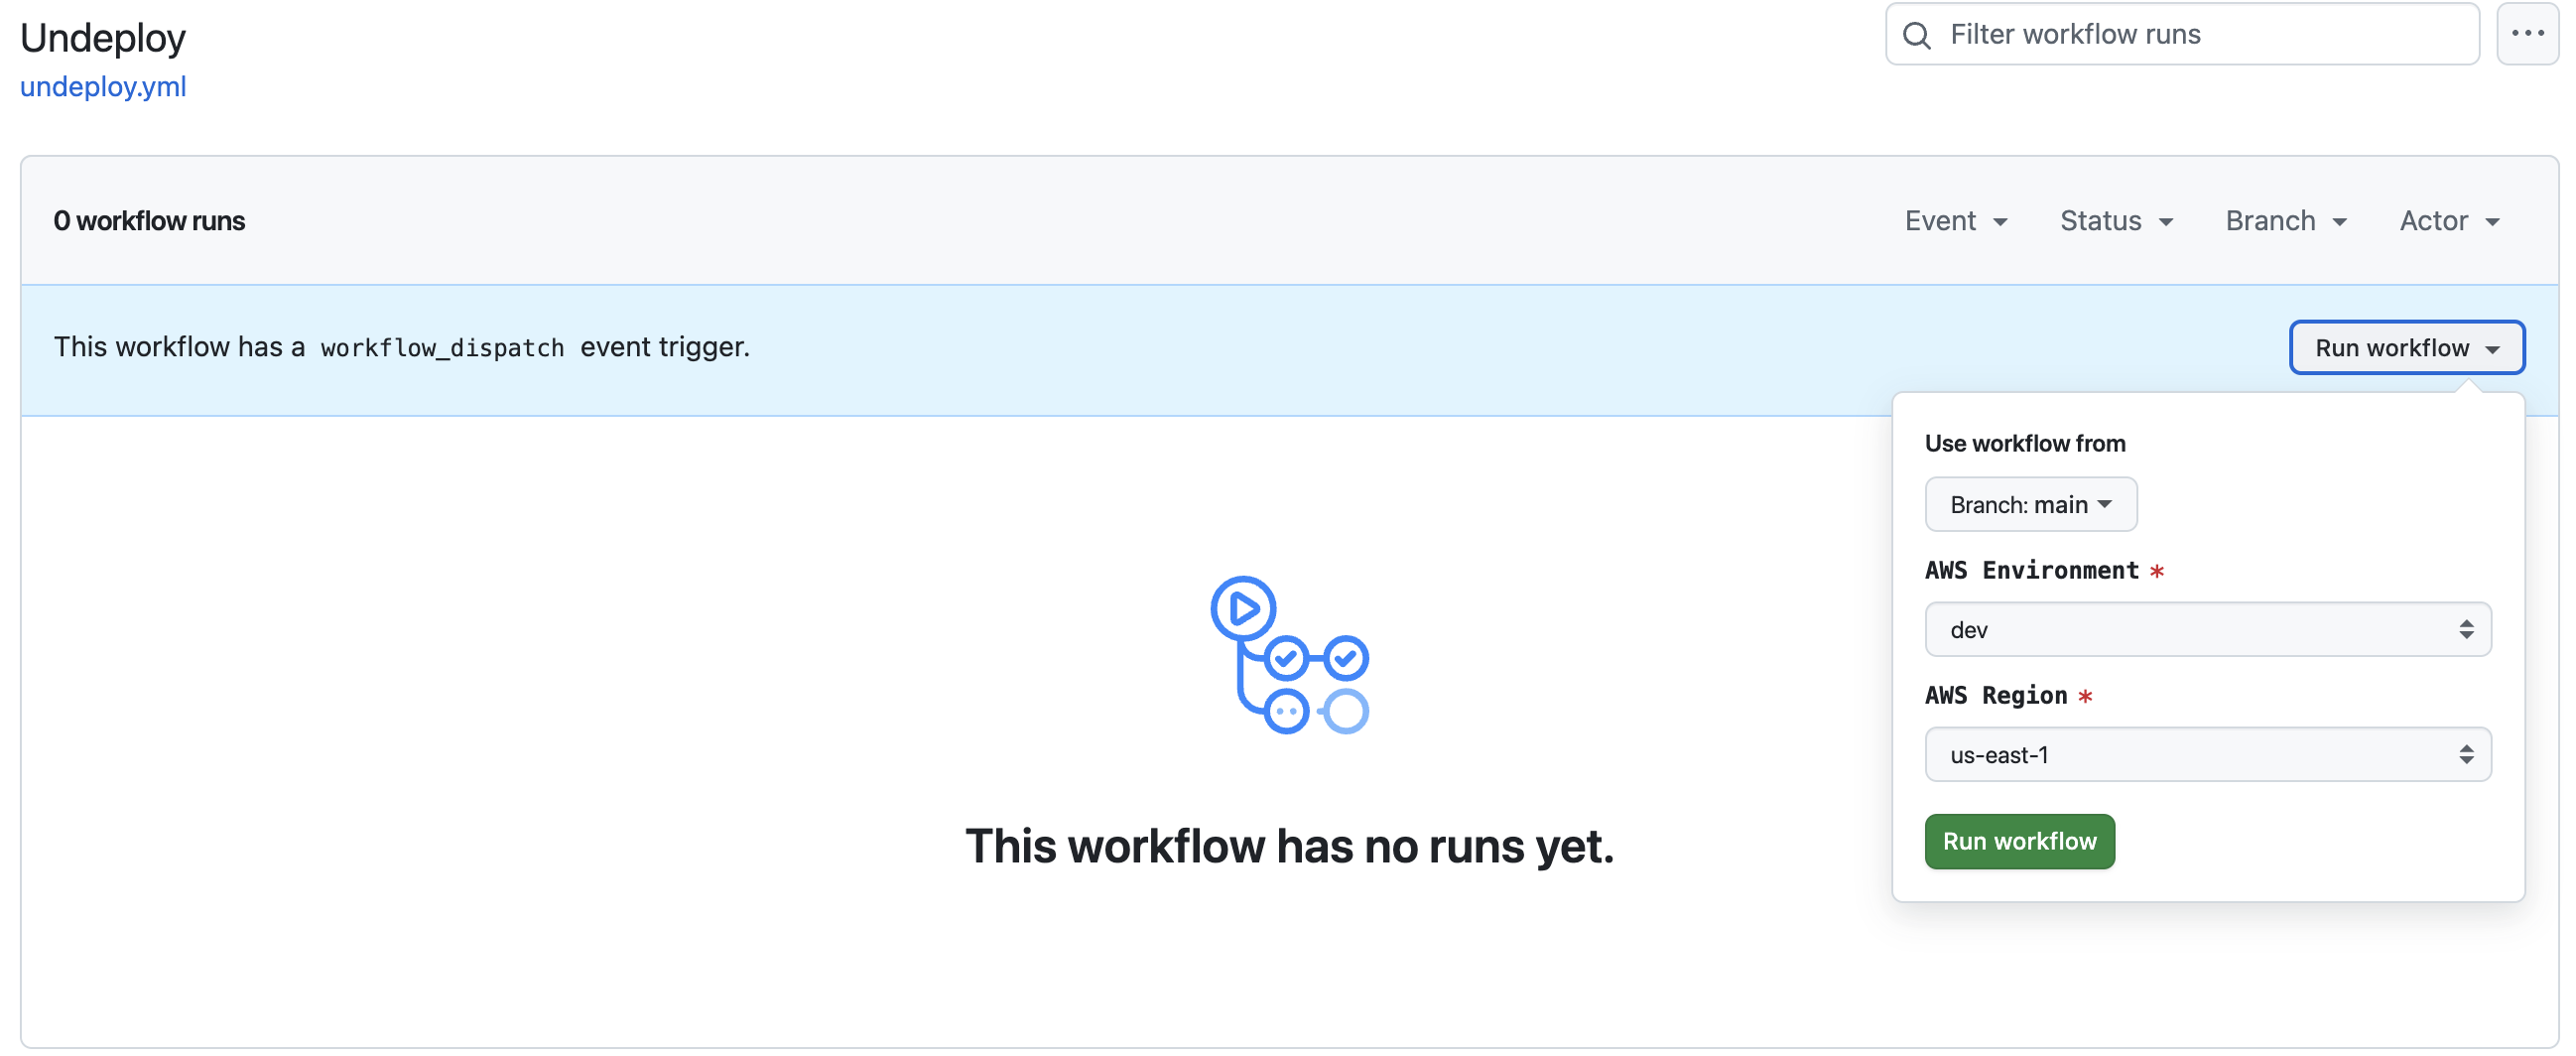 Undeploy
Filter workflow runs
undeploy.yml
0 workflow runs
Event
Status
Branch
Actor
This workflow has a workflow_dispatch event trigger.
Run workflow
Use workflow from
Branch: main
AWS Environment *
dev
AWS Region *
us-east-1
Run workflow
This workflow has no runs yet.